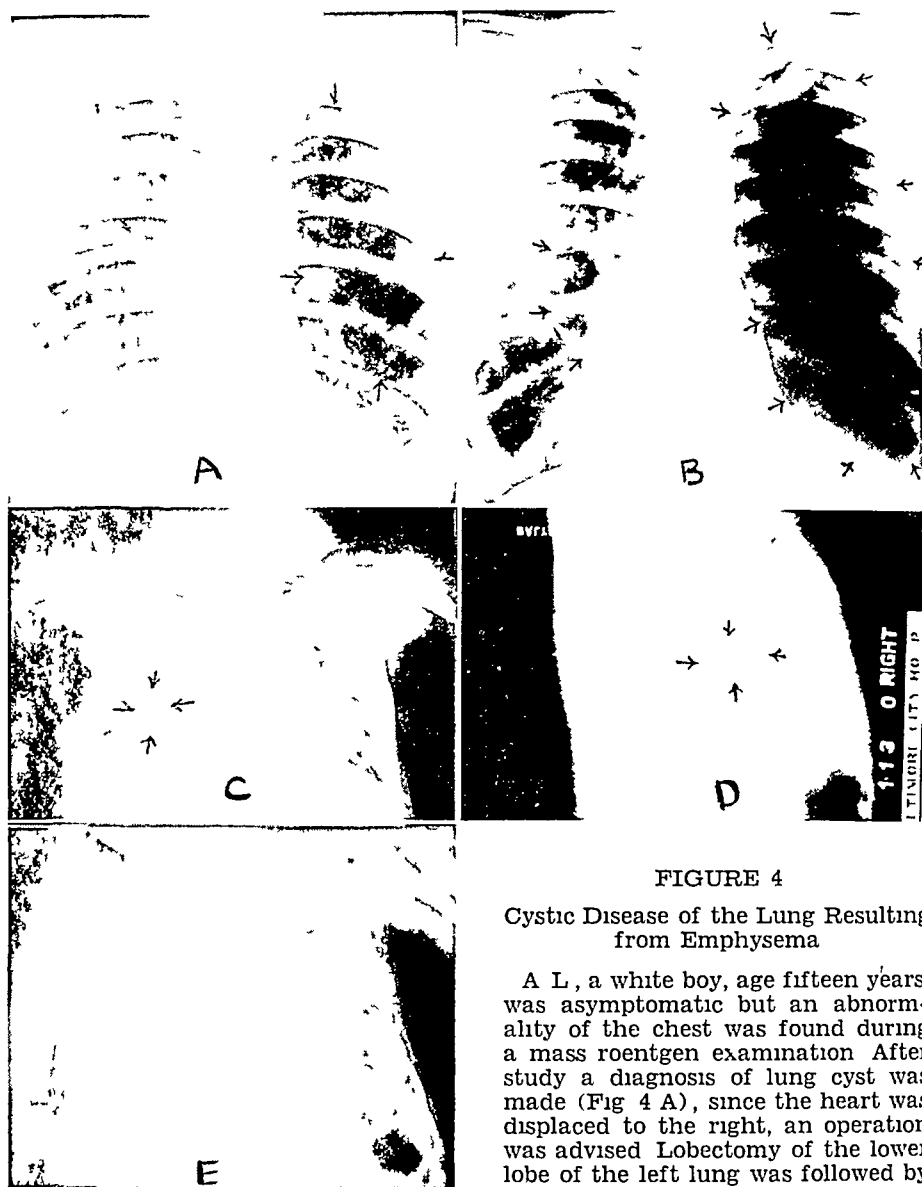 A
B
C
D
1-13 0 RIGHT
E
FIGURE 4
Cystic Disease of the Lung Resulting
from Emphysema
A L, a white boy, age fifteen years
was asymptomatic but an abnorm-
ality of the chest was found during
a mass roentgen examination After
study a diagnosis of lung cyst was
made (Fig 4 A), since the heart was
displaced to the right, an operation
was advised Lobectomy of the lower
lobe of the left lung was followed by